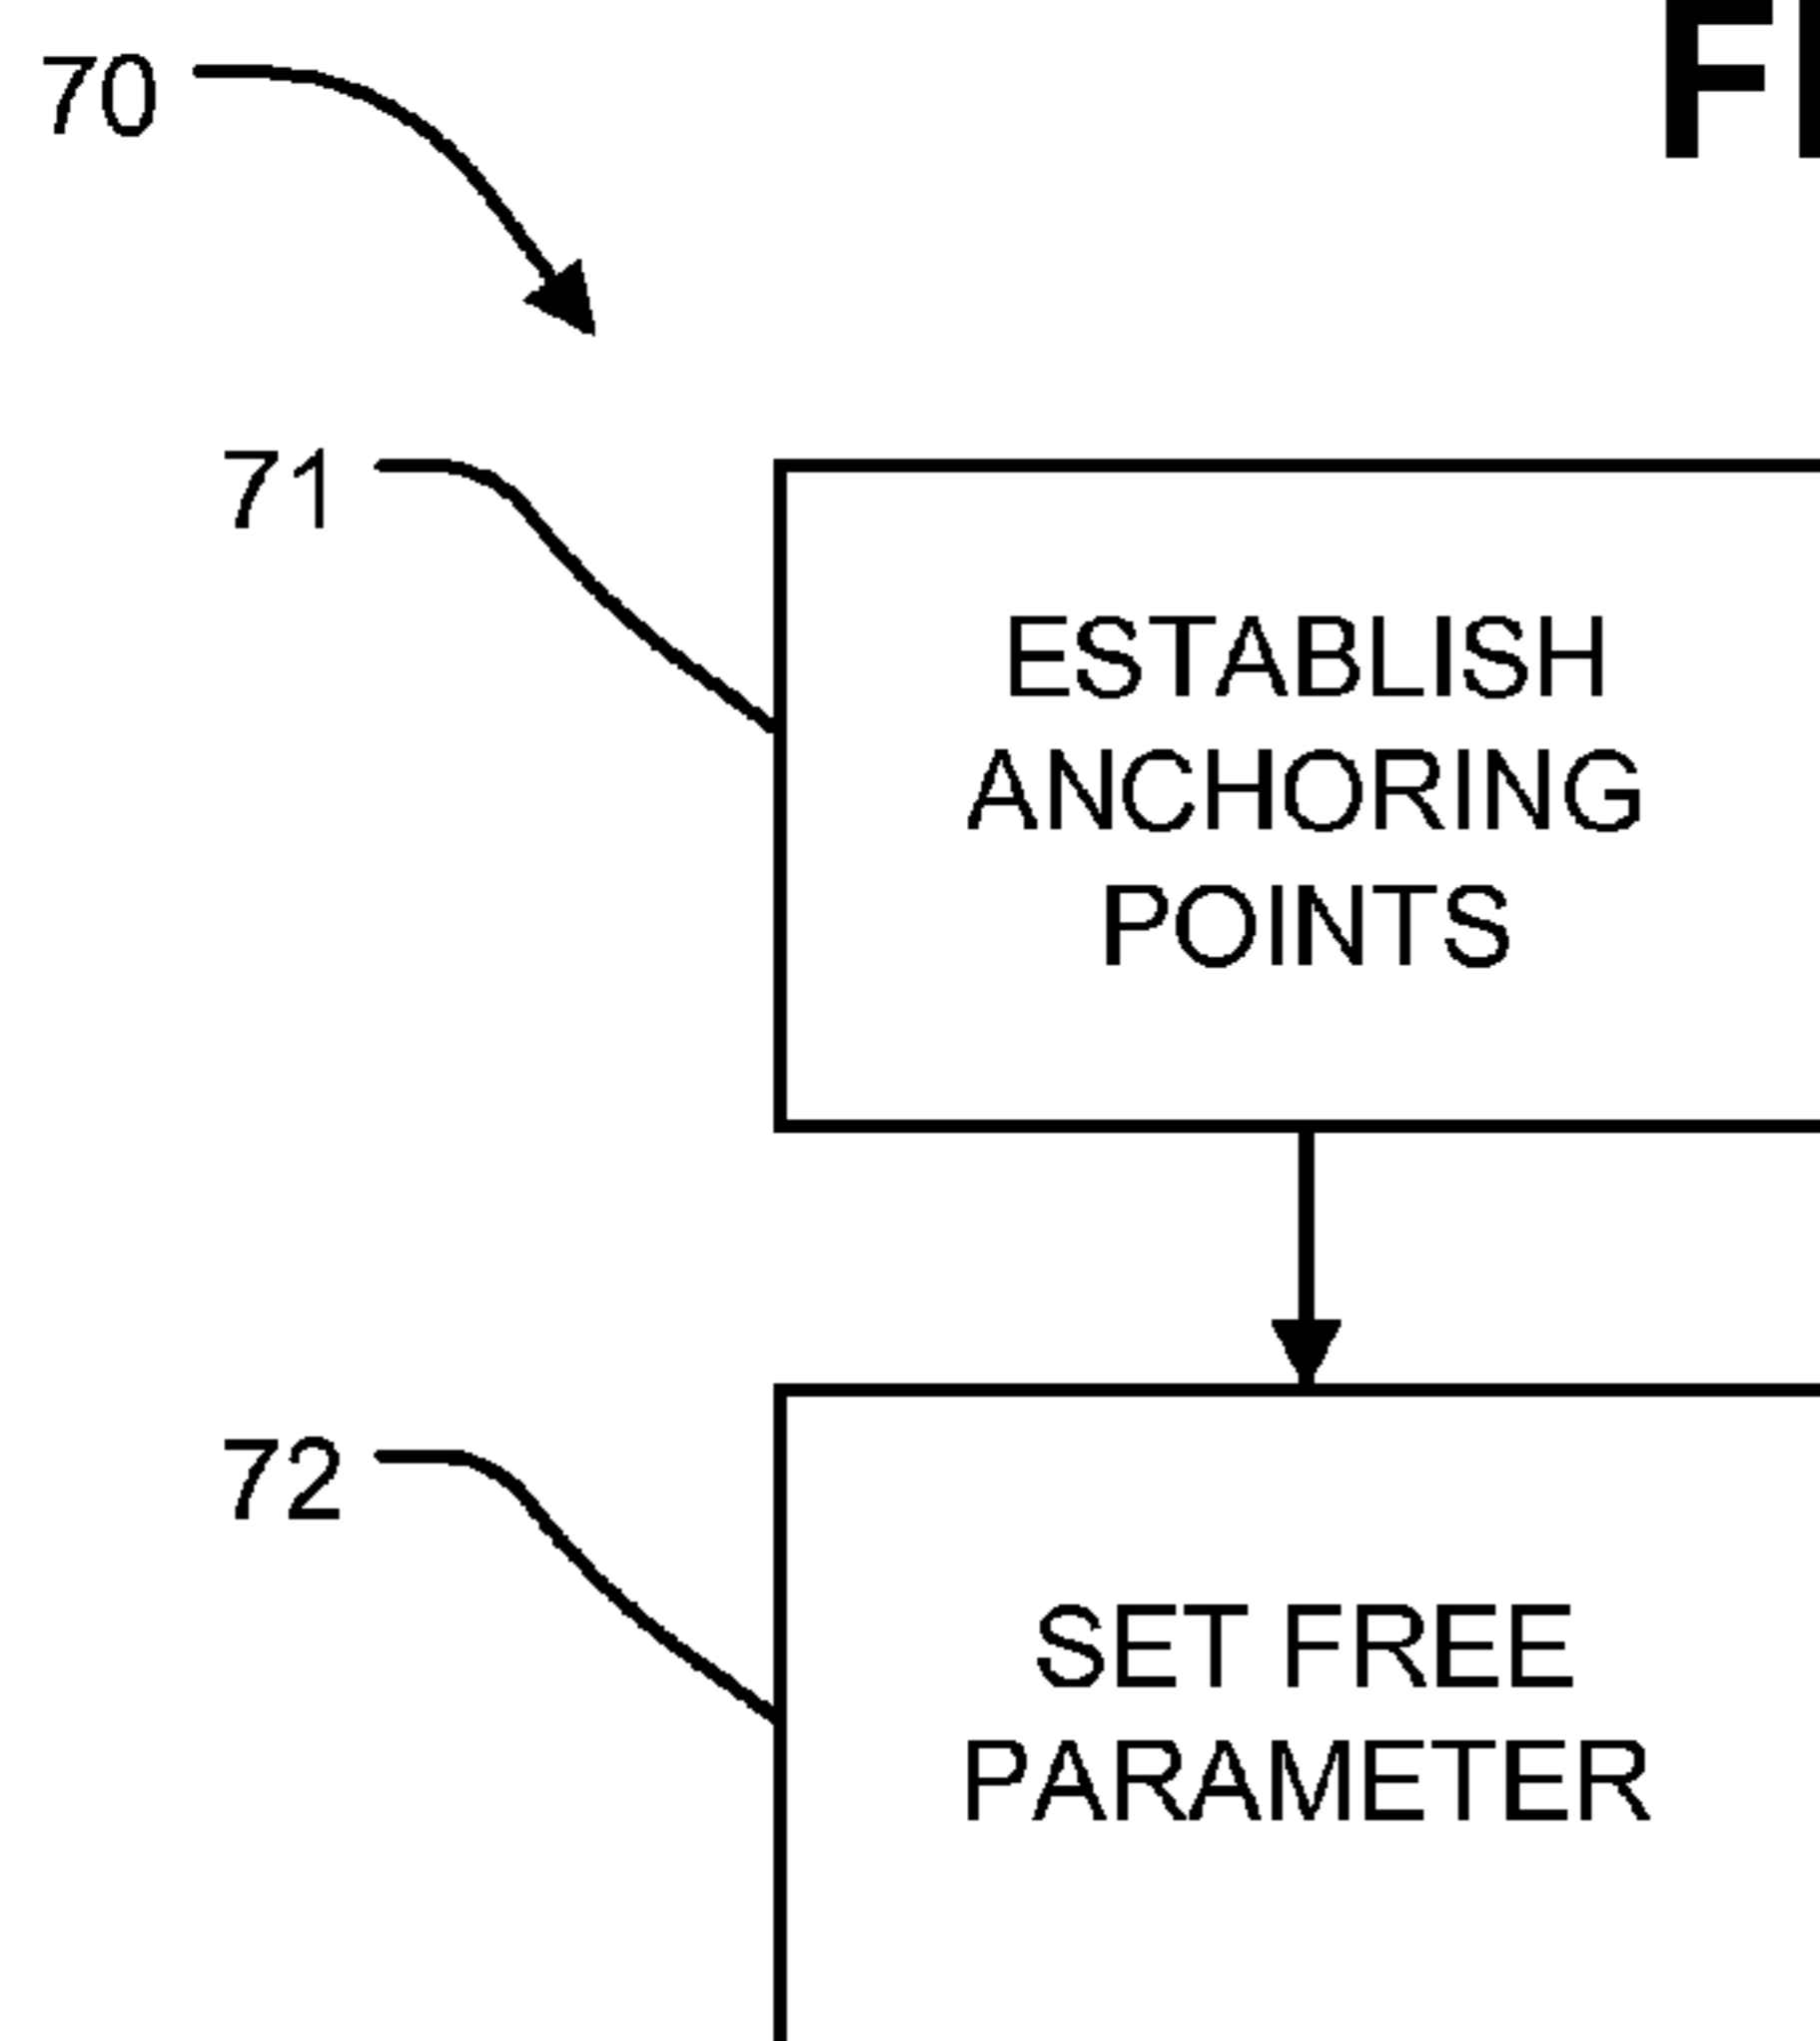 70
71
ESTABLISH
ANCHORING
POINTS
72
SET FREE
PARAMETER